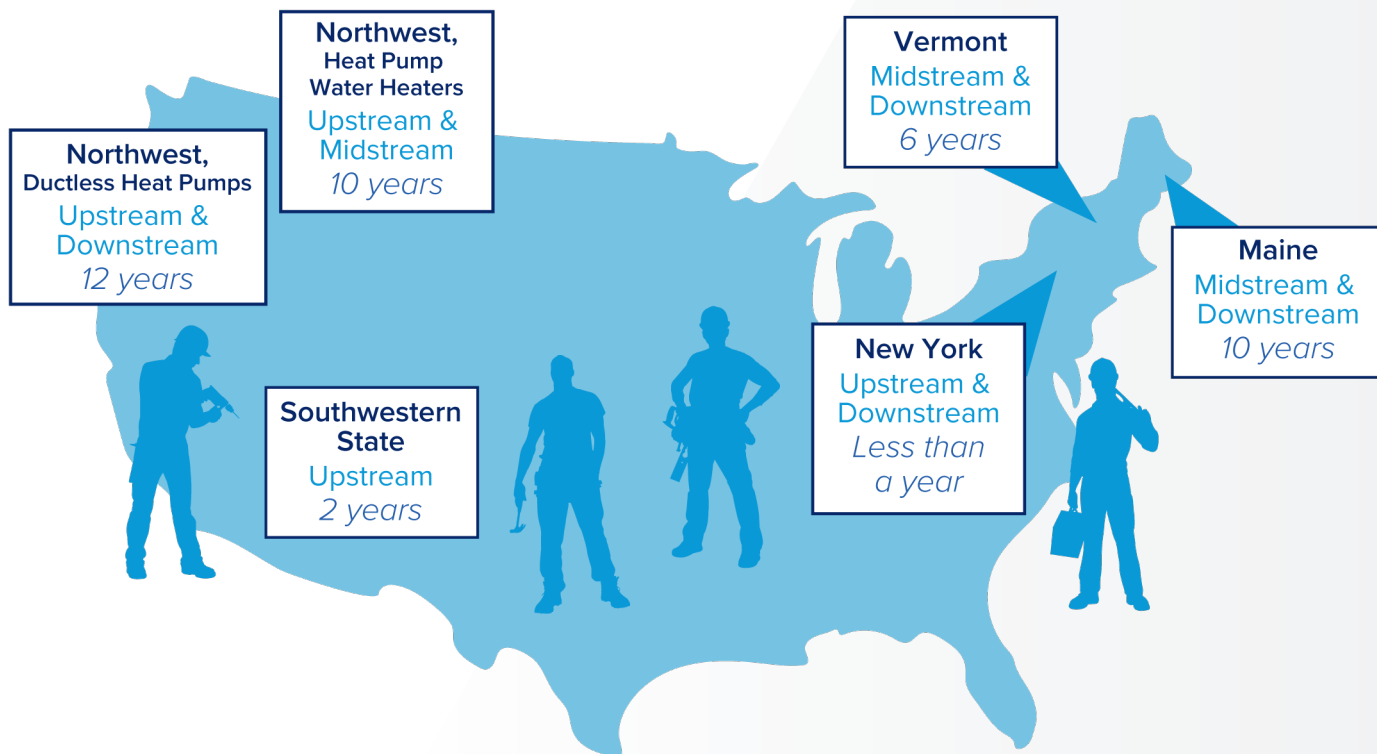 Northwest,
Heat Pump
Water Heaters
Upstream &
Midstream
10 years
Vermont
Midstream &
Downstream
6 years
Northwest,
Ductless Heat Pumps
Upstream &
Downstream
12 years
Maine
Midstream &
Downstream
10 years
New York
Upstream &
Downstream
Less than
a year
Southwestern
State
Upstream
2 years